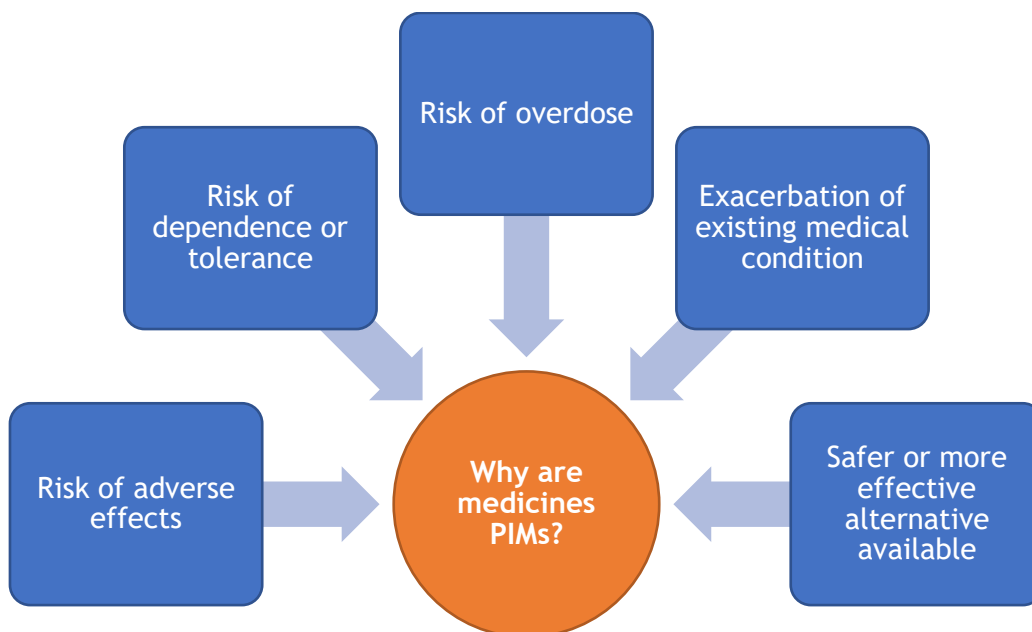 Risk of adverse
effects
Risk of
dependence or
tolerance
Risk of overdose
Exacerbation of
existing medical
condition
Safer or more
effective
alternative
available
Why are
medicines
PIMs?